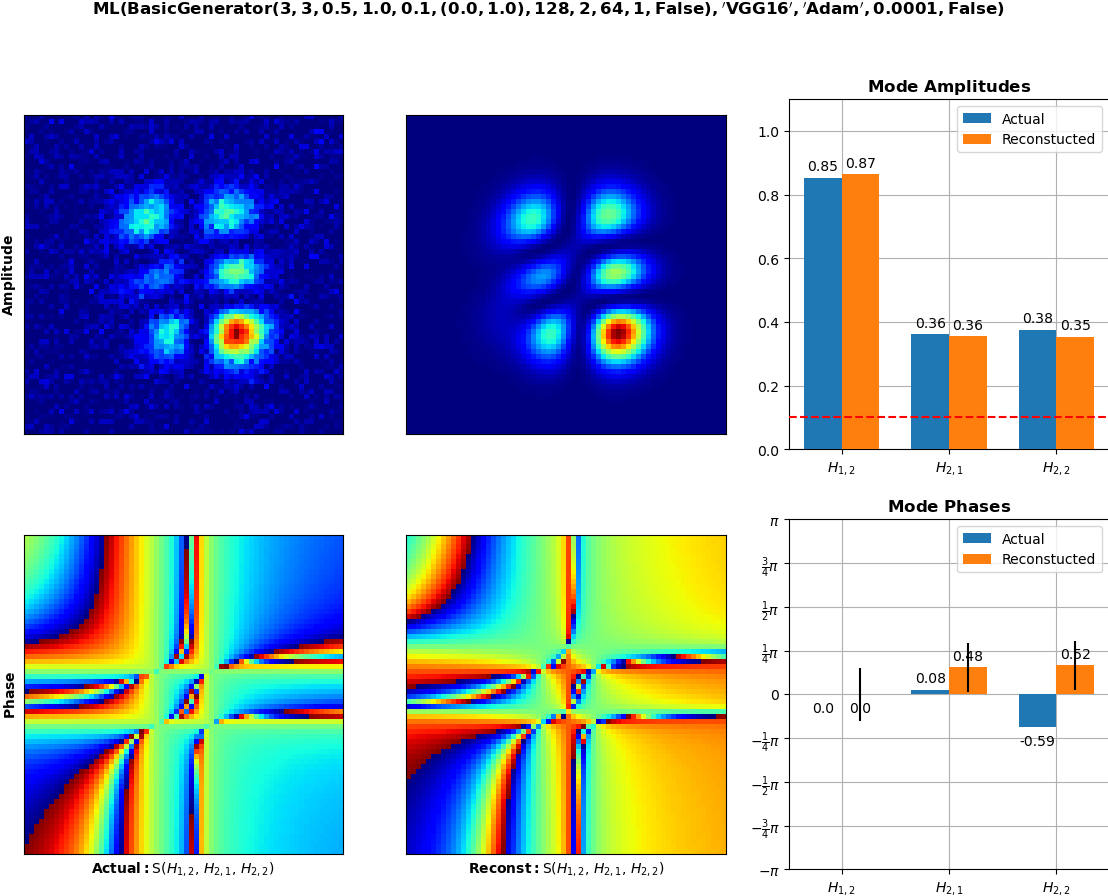 ML(BasicGenerator(3, 3, 0.5, 1.0, 0.1, (0.0, 1.0), 128, 2, 64, 1, False), ′VGG16′, ′Adam′, 0.0001, False)
Amplitude
Mode Amplitudes
Actual
Reconstucted
1.0
0.8
0.6
0.4
0.2
0.0
0.85
0.87
0.36
0.36
0.38
0.35
H1,2
H2,1
H2,2
Phase
Actual: S(H1,2, H2,1, H2,2)
Reconst: S(H1,2, H2,1, H2,2)
Mode Phases
Actual
Reconstucted
π
3/4π
1/2π
1/4π
0
−1/4π
−1/2π
−3/4π
−π
0.0
0.0
0.08
0.48
-0.59
0.52
H1,2
H2,1
H2,2